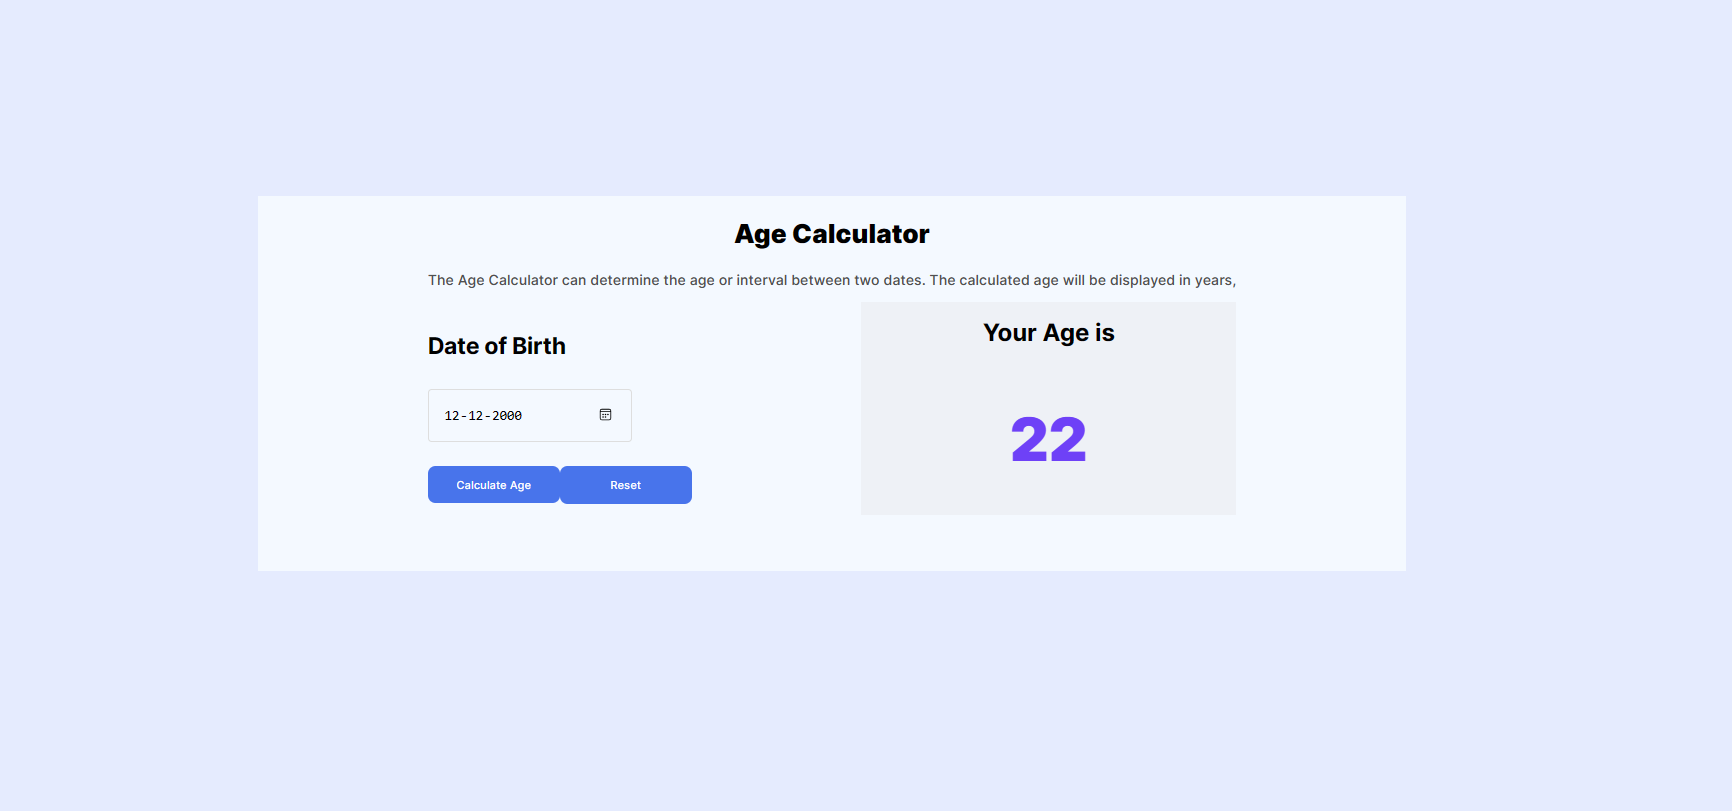 Age Calculator
The Age Calculator can determine the age or interval between two dates. The calculated age will be displayed in years,
Date of Birth
12-12-2000
Calculate Age
Reset
Your Age is
22